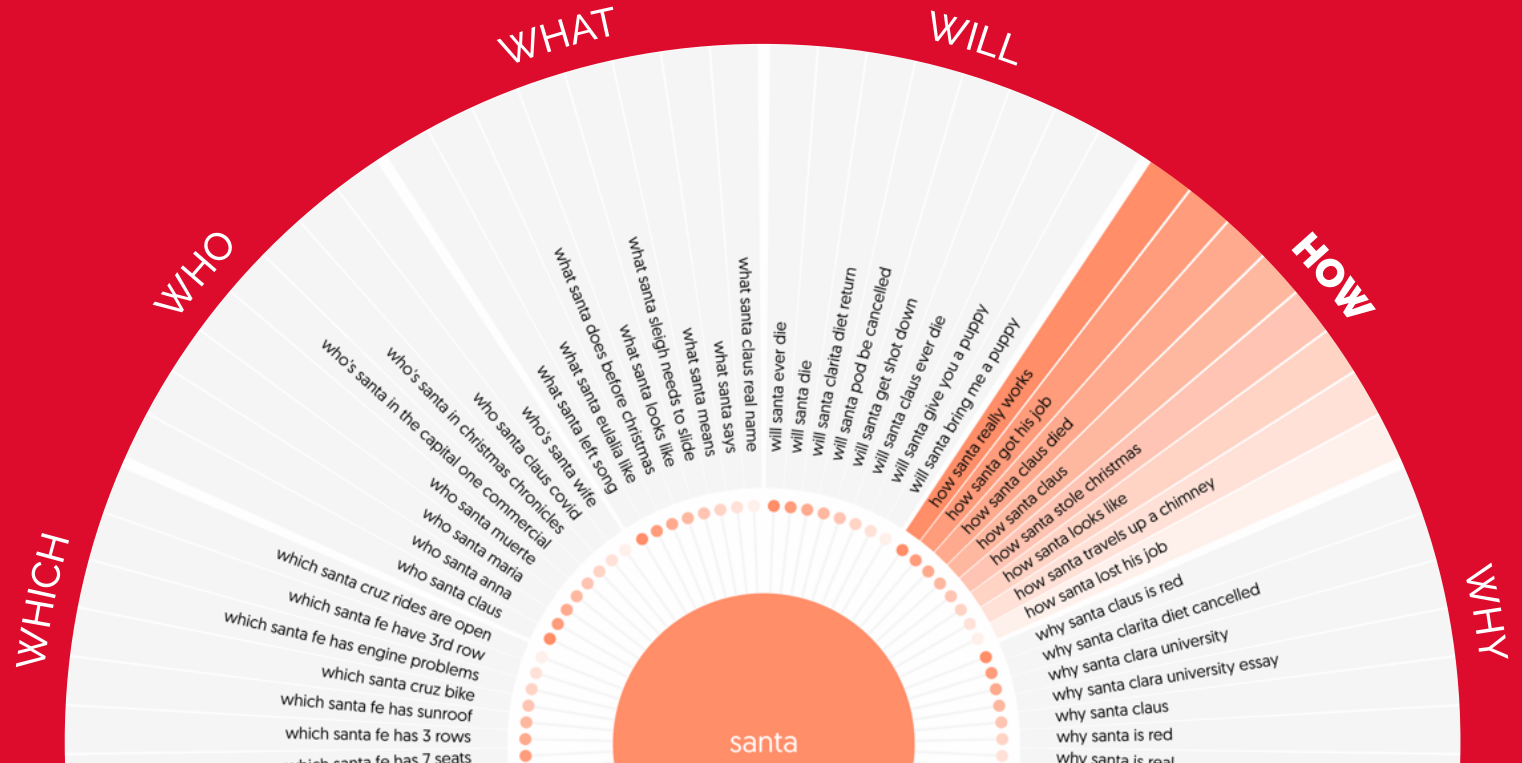 WHICH
which santa fe has 7 seats
which santa fe has 3 rows
which santa fe has sunroof
which santa cruz bike
which santa fe has engine problems
which santa fe have 3rd row
which santa cruz rides are open
WHO
who santa claus
who santa anna
who santa maria
who santa muerte
who's santa in the capital one commercial
who's santa in christmas chronicles
who santa claus covid
who's santa wife
WHAT
what santa left song
what santa eulalia like
what santa does before christmas
what santa looks like
what santa sleigh needs to slide
what santa means
what santa says
what santa claus real name
WILL
will santa ever die
will santa die
will santa clarita diet return
will santa pod be cancelled
will santa get shot down
will santa claus ever die
will santa give you a puppy
will santa bring me a puppy
HOW
how santa really works
how santa got his job
how santa claus died
how santa claus
how santa stole christmas
how santa looks like
how santa travels up a chimney
how santa lost his job
WHY
why santa claus is red
why santa clarita diet cancelled
why santa clara university
why santa clara university essay
why santa claus
why santa is red
why santa is real
santa